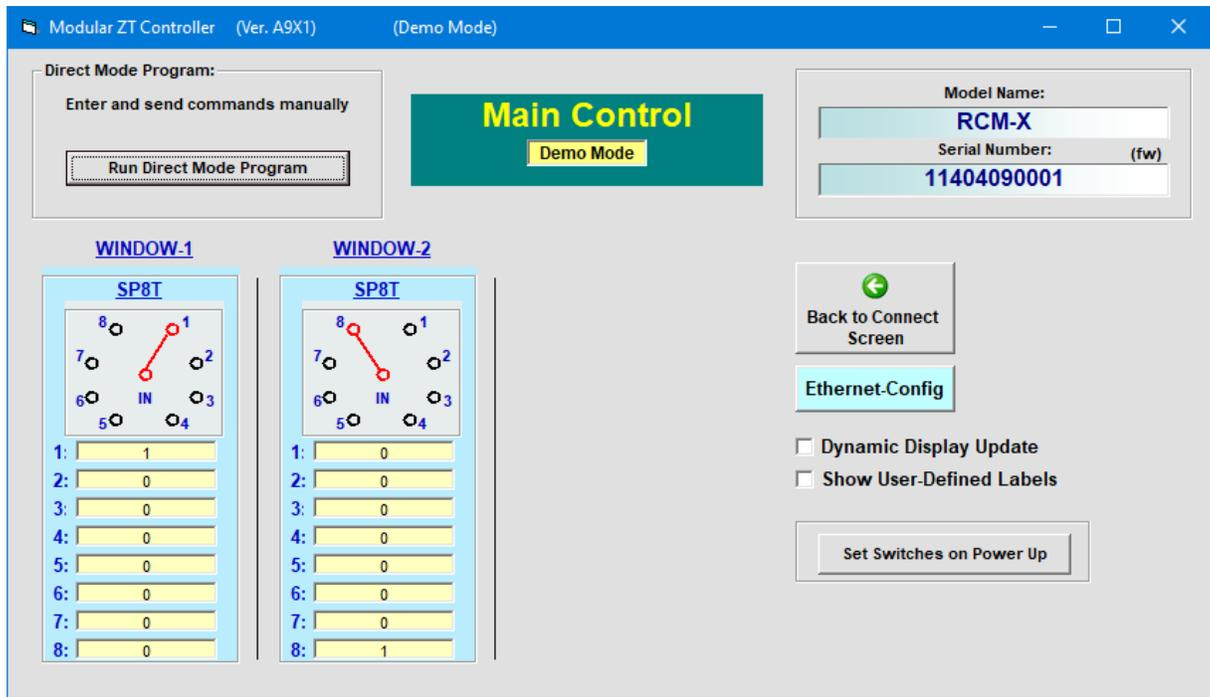 Modular ZT Controller (Ver. A9X1) (Demo Mode)
Direct Mode Program:
Enter and send commands manually
Run Direct Mode Program
Main Control
Demo Mode
Model Name:
RCM-X
Serial Number: (fw)
11404090001
WINDOW-1
SP8T
8 1
7 2
6 IN 3
5 4
1: 1
2: 0
3: 0
4: 0
5: 0
6: 0
7: 0
8: 0
WINDOW-2
SP8T
8 1
7 2
6 IN 3
5 4
1: 0
2: 0
3: 0
4: 0
5: 0
6: 0
7: 0
8: 1
Back to Connect
Screen
Ethernet-Config
Dynamic Display Update
Show User-Defined Labels
Set Switches on Power Up